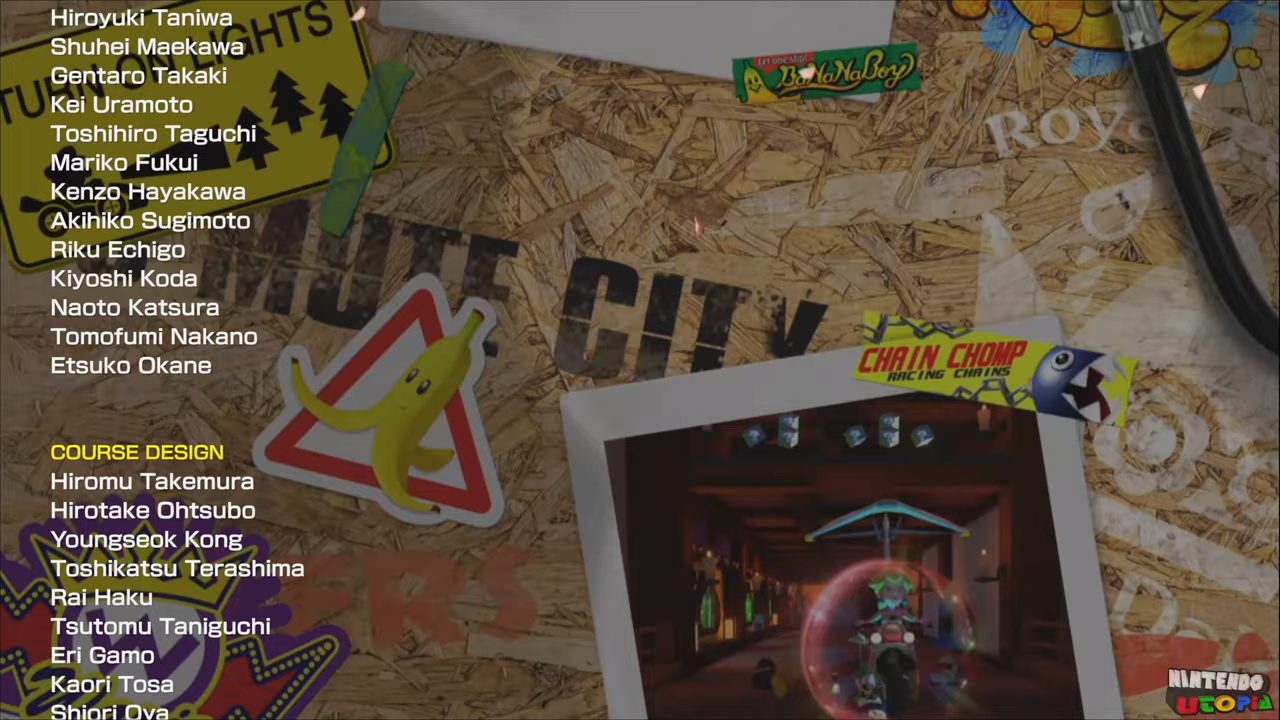 Hiroyuki Taniwa
Shuhei Maekawa
Gentaro Takaki
Kei Uramoto
Toshihiro Taguchi
Mariko Fukui
Kenzo Hayakawa
Akihiko Sugimoto
Riku Echigo
Kiyoshi Koda
Naoto Katsura
Tomofumi Nakano
Etsuko Okane
COURSE DESIGN
Hiromu Takemura
Hirotake Ohtsubo
Youngseok Kong
Toshikatsu Terashima
Rai Haku
Tsutomu Taniguchi
Eri Gamo
Kaori Tosa
Shiori Oya
TURN ON LIGHTS
Let one slip!
BaNaNaBoy
MUTE CITY
CHAIN CHOMP
RACING CHAINS
NINTENDO
UTOPIA